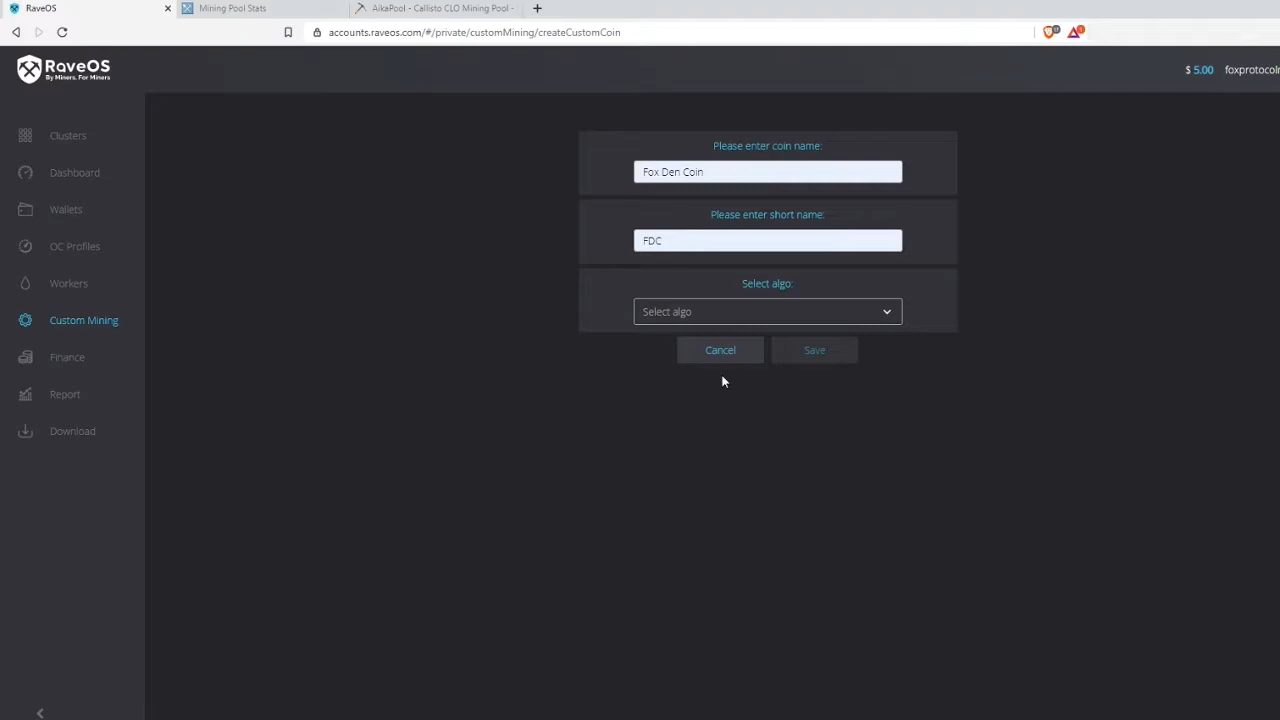 RaveOS
Mining Pool Stats
AlkaPool - Callisto CLO Mining Pool -
accounts.raveos.com/#/private/customMining/createCustomCoin
RaveOS
By Miners. For Miners
$ 5.00
foxprotocolr
Clusters
Dashboard
Wallets
OC Profiles
Workers
Custom Mining
Finance
Report
Download
Please enter coin name:
Fox Den Coin
Please enter short name:
FDC
Select algo:
Select algo
Cancel
Save